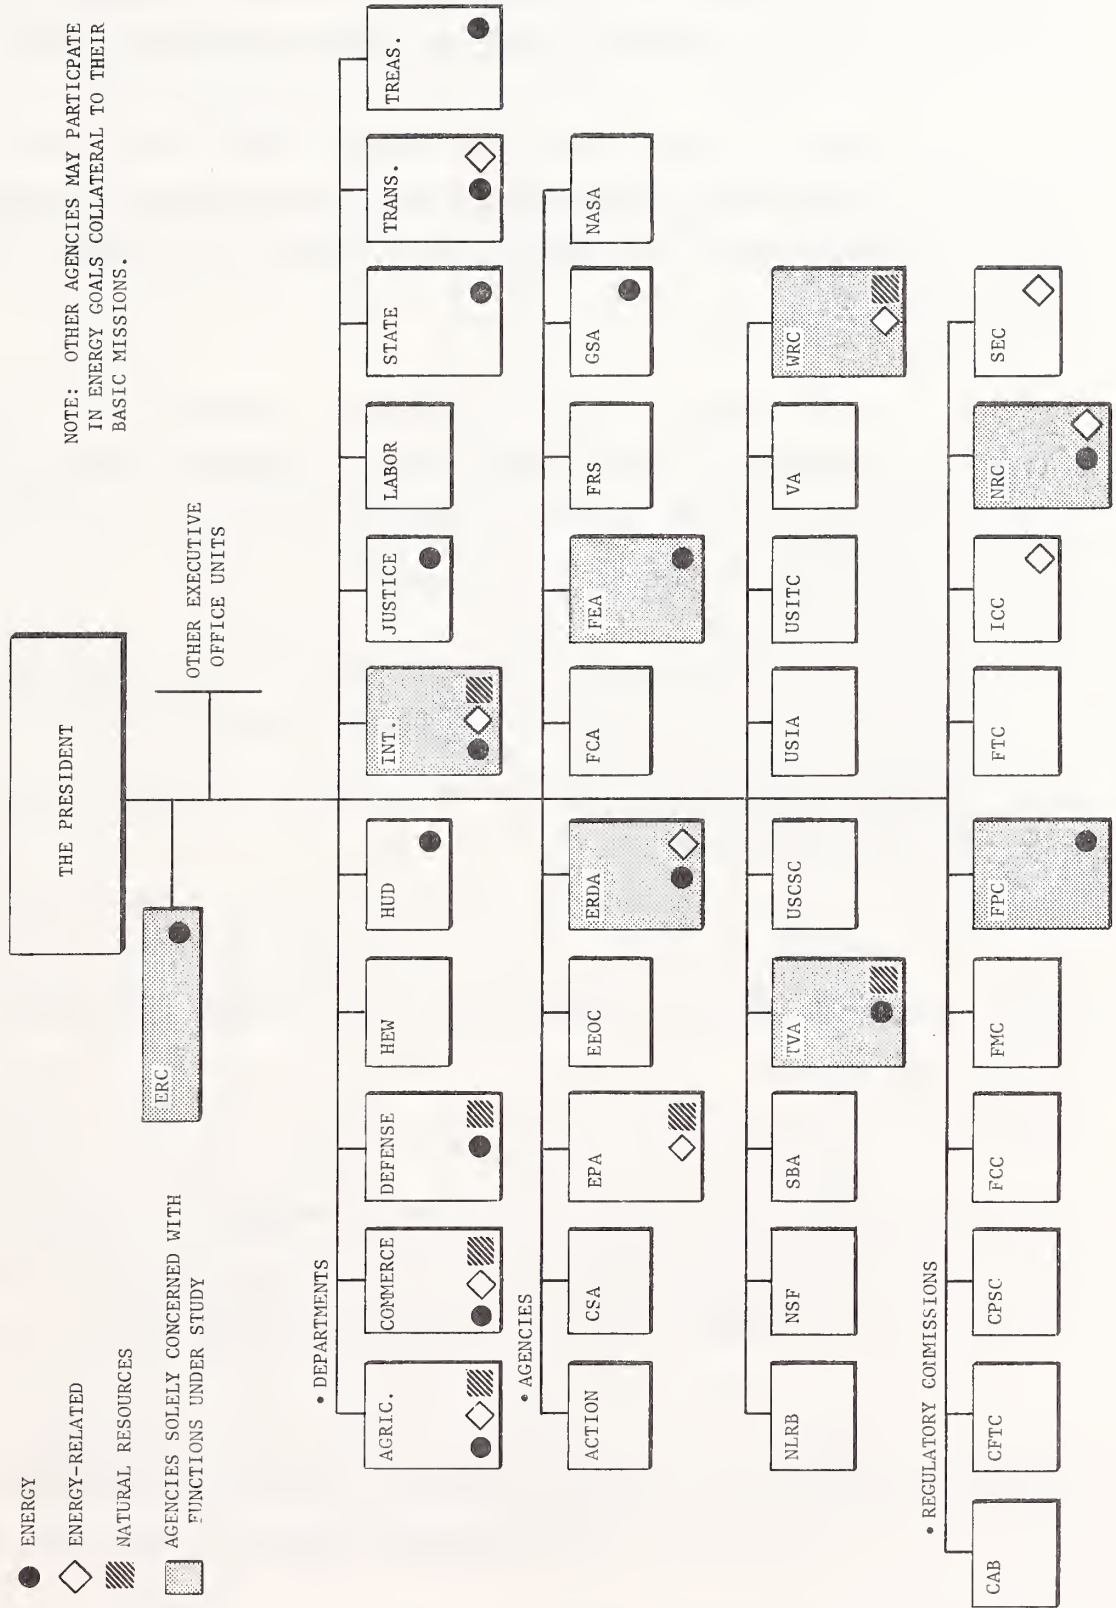 ● ENERGY
◇ ENERGY-RELATED
NATURAL RESOURCES
AGENCIES SOLELY CONCERNED WITH
FUNCTIONS UNDER STUDY
THE PRESIDENT
ERC
OTHER EXECUTIVE
OFFICE UNITS
NOTE: OTHER AGENCIES MAY PARTICPATE
IN ENERGY GOALS COLLATERAL TO THEIR
BASIC MISSIONS.
• DEPARTMENTS
AGRIC.
COMMERCE
DEFENSE
HEW
HUD
INT.
JUSTICE
LABOR
STATE
TRANS.
TREAS.
• AGENCIES
ACTION
CSA
EPA
EEOC
ERDA
FCA
FEA
FRS
GSA
NASA
NLRB
NSF
SBA
TVA
USCSC
USIA
USITC
VA
WRC
• REGULATORY COMMISSIONS
CAB
CFTC
CPSC
FCC
FMC
FPC
FTC
ICC
NRC
SEC